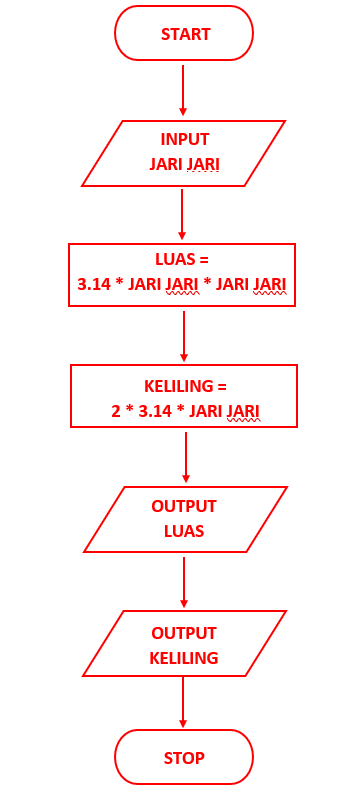 START
INPUT
JARI JARI
LUAS =
3.14 * JARI JARI * JARI JARI
KELILING =
2 * 3.14 * JARI JARI
OUTPUT
LUAS
OUTPUT
KELILING
STOP